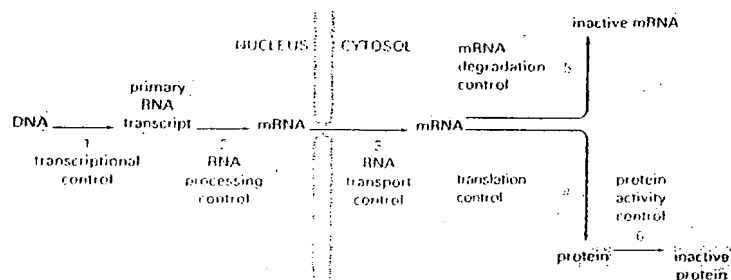 inactive mRNA
NUCLEUS CYTOSOL
mRNA
degradation
control
5
primary
RNA
transcript
DNA
mRNA
mRNA
1
transcriptional
control
2
RNA
processing
control
3
RNA
transport
control
translation
control
4
protein
activity
control
6
protein
inactive
protein